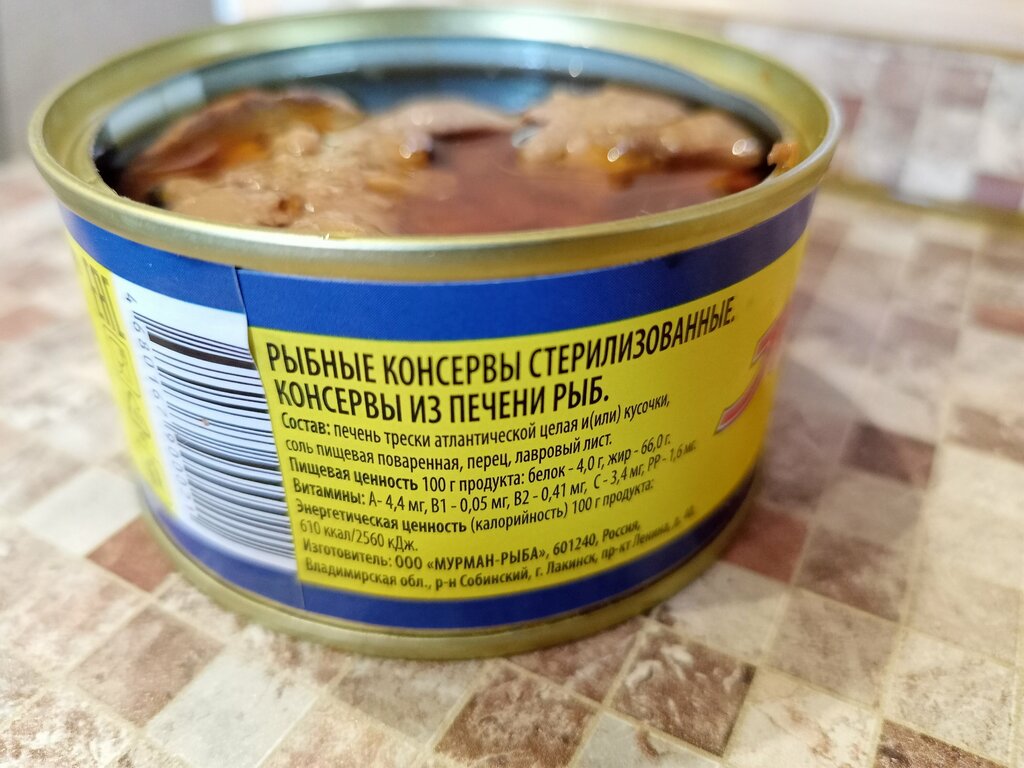 РЫБНЫЕ КОНСЕРВЫ СТЕРИЛИЗОВАННЫЕ.
КОНСЕРВЫ ИЗ ПЕЧЕНИ РЫБ.
Состав: печень трески атлантической целая и(или) кусочки,
соль пищевая поваренная, перец, лавровый лист.
Пищевая ценность 100 г продукта: белок - 4,0 г, жир - 66,0 г.
Витамины: А- 4,4 мг, В1 - 0,05 мг, В2 - 0,41 мг, С - 3,4 мг, РР - 1,6 мг.
Энергетическая ценность (калорийность) 100 г продукта:
610 ккал/2560 кДж.
Изготовитель: ООО «МУРМАН-РЫБА», 601240, Россия,
Владимирская обл., р-н Собинский, г. Лакинск, пр-кт Ленина, д.